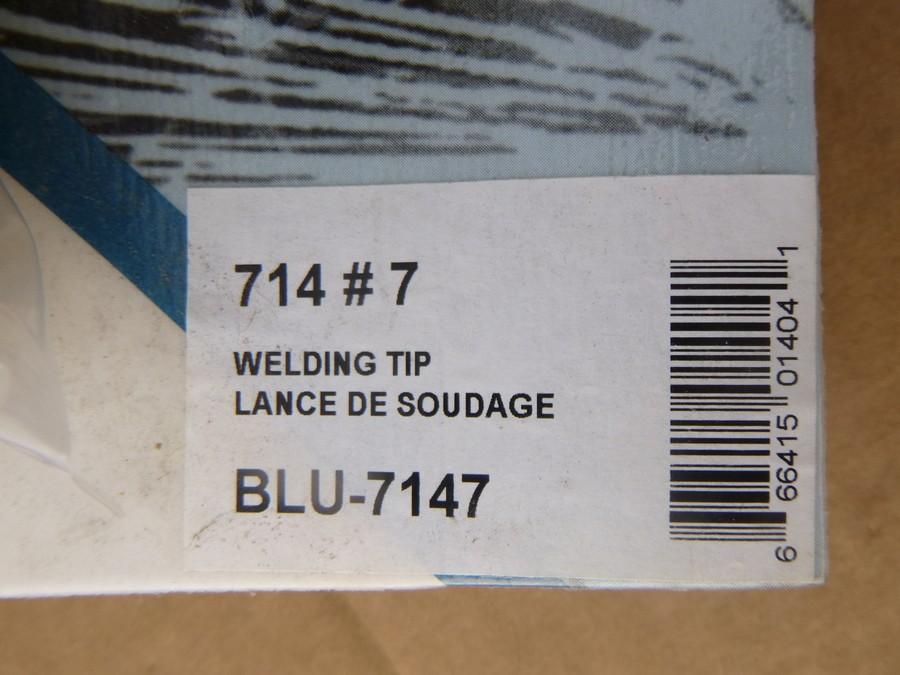 714 # 7
WELDING TIP
LANCE DE SOUDAGE
BLU-7147
6 66415 01404 1